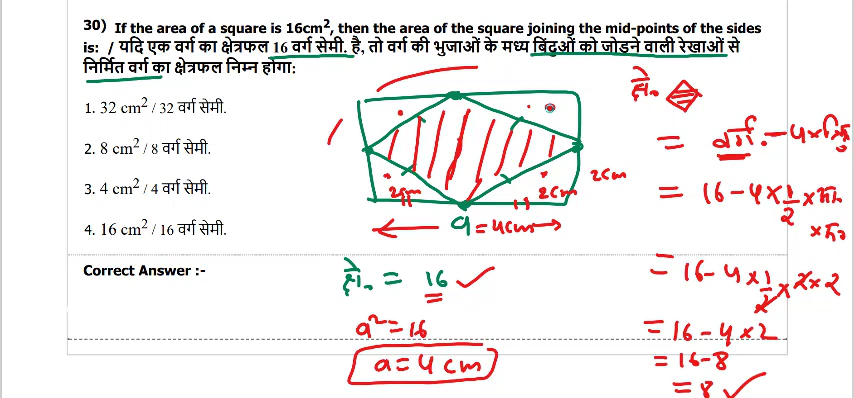 30) If the area of a square is 16cm², then the area of the square joining the mid-points of the sides
is: / यदि एक वर्ग का क्षेत्रफल 16 वर्ग सेमी. है, तो वर्ग की भुजाओं के मध्य बिंदुओं को जोड़ने वाली रेखाओं से
निर्मित वर्ग का क्षेत्रफल निम्न होगा:
1. 32 cm² / 32 वर्ग सेमी.
2. 8 cm² / 8 वर्ग सेमी.
3. 4 cm² / 4 वर्ग सेमी.
4. 16 cm² / 16 वर्ग सेमी.
Correct Answer :-
2cm
2cm
a = 4cm
क्षे० = 16
a² = 16
a = 4 cm
क्षे०
= वर्ग - 4 ×
= 16 - 4 × 1/2 ×
= 16 - 4 × 1/2 × 2 × 2
= 16 - 4 × 2
= 16 - 8
= 8